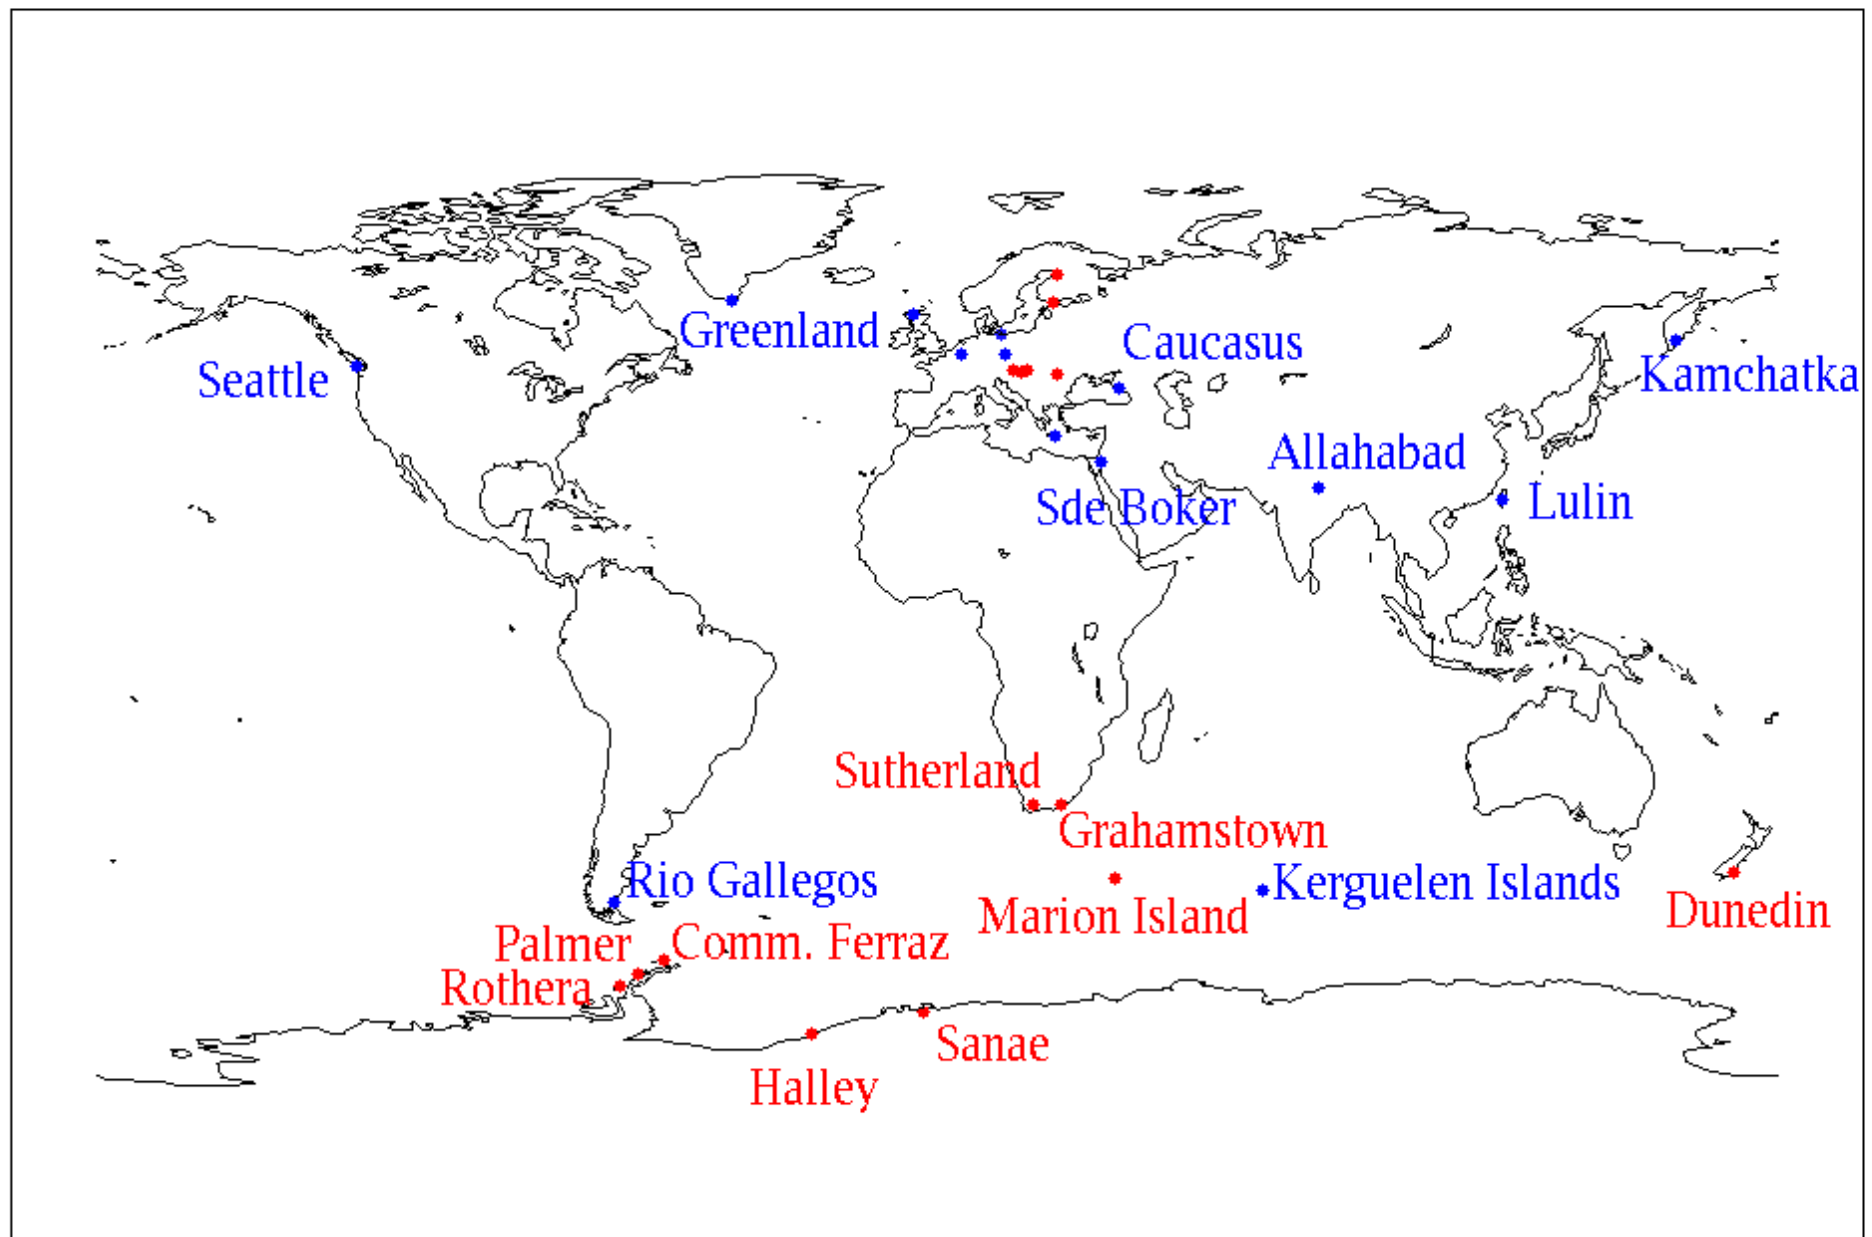 Greenland
Caucasus
Seattle
Kamchatka
Allahabad
Sde Boker
Lulin
Sutherland
Grahamstown
Rio Gallegos
Kerguelen Islands
Marion Island
Dunedin
Palmer
Comm. Ferraz
Rothera
Sanae
Halley